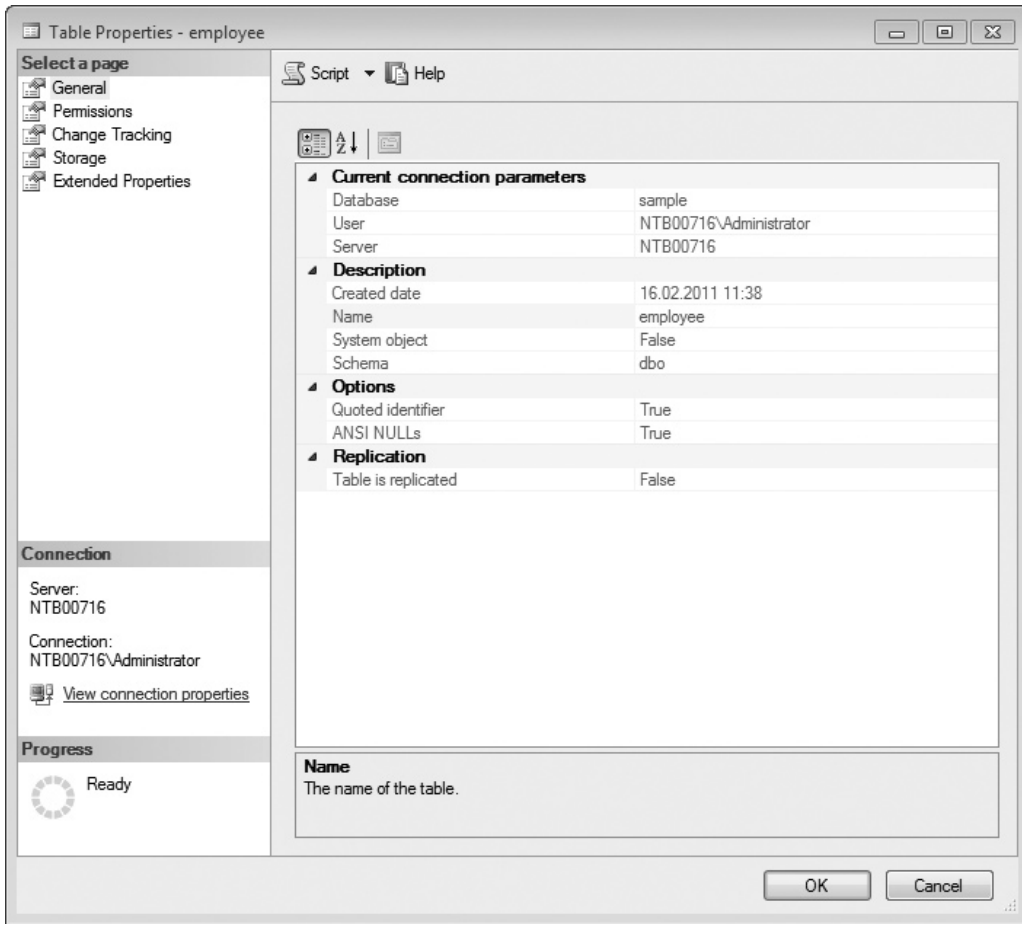 Table Properties - employee
Select a page
General
Permissions
Change Tracking
Storage
Extended Properties
Connection
Server:
NTB00716
Connection:
NTB00716\Administrator
View connection properties
Progress
Ready
Script Help
Current connection parameters
Database sample
User NTB00716\Administrator
Server NTB00716
Description
Created date 16.02.2011 11:38
Name employee
System object False
Schema dbo
Options
Quoted identifier True
ANSI NULLs True
Replication
Table is replicated False
Name
The name of the table.
OK Cancel